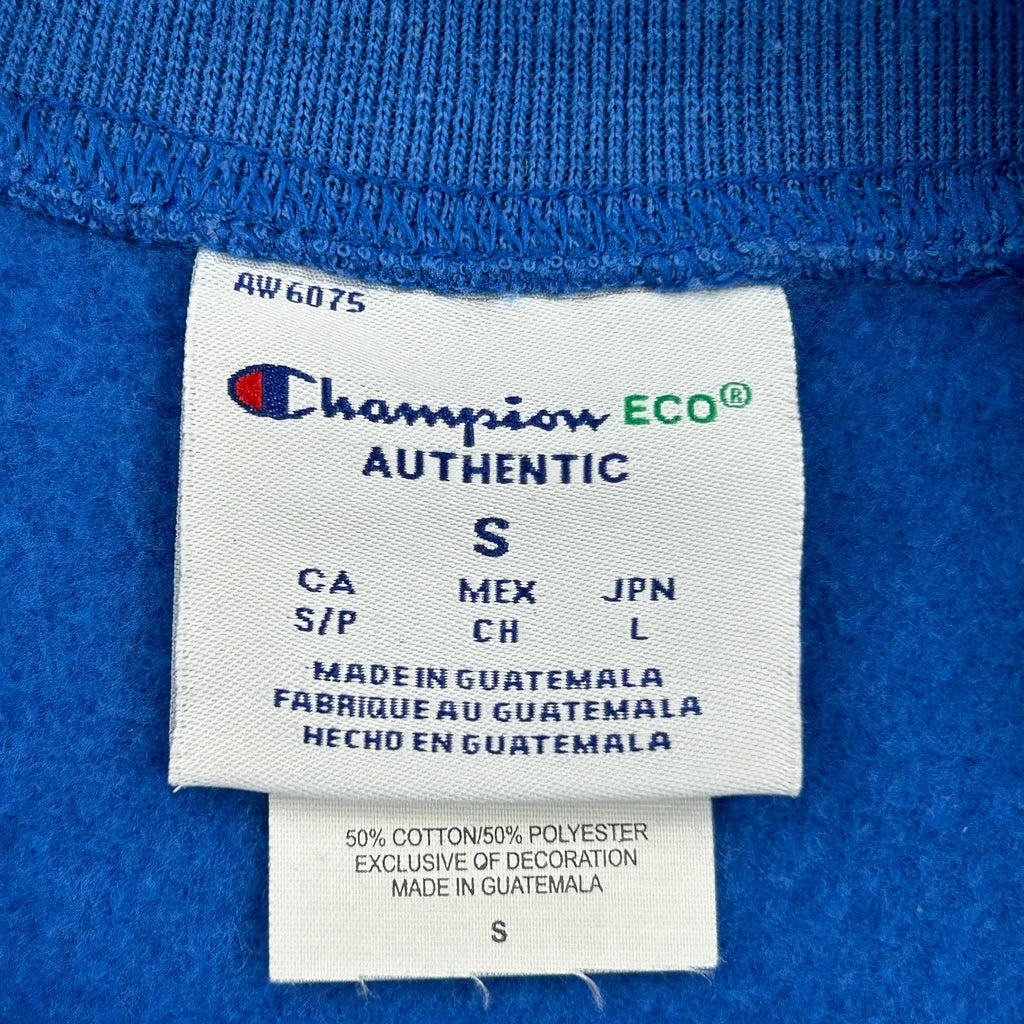 AW6075
Champion ECO®
AUTHENTIC
S
CA MEX JPN
S/P CH L
MADE IN GUATEMALA
FABRIQUE AU GUATEMALA
HECHO EN GUATEMALA
50% COTTON/50% POLYESTER
EXCLUSIVE OF DECORATION
MADE IN GUATEMALA
S